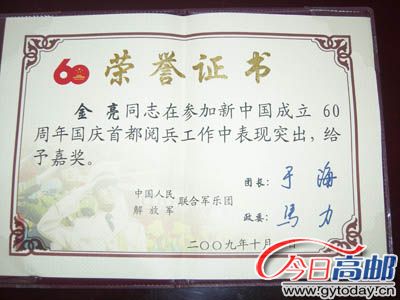 60
荣誉证书
金亮同志在参加新中国成立60
周年国庆首都阅兵工作中表现突出，给
予嘉奖。
团长：于海
中国人民
解放军
联合军乐团
政委：马力
二〇〇九年十月
今日高邮
www.gytoday.cn